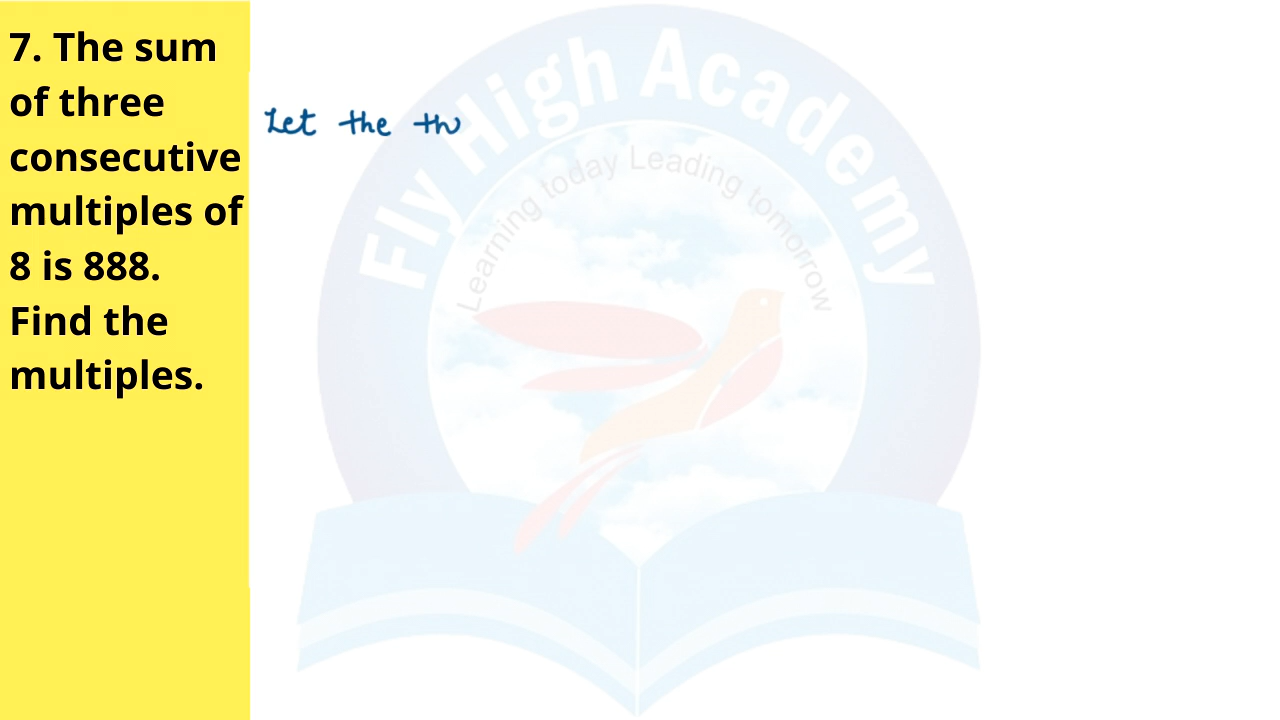 7. The sum
of three
consecutive
multiples of
8 is 888.
Find the
multiples.
Let the th
Fly High Academy
Learning today Leading tomorrow